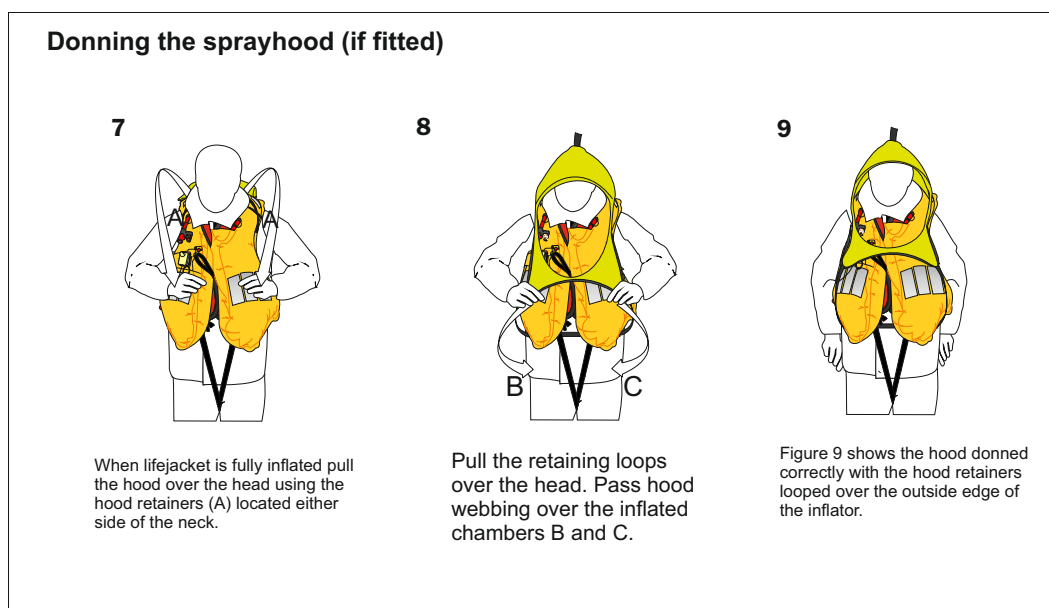 Donning the sprayhood (if fitted)
7
A
A
When lifejacket is fully inflated pull
the hood over the head using the
hood retainers (A) located either
side of the neck.
8
B
C
Pull the retaining loops
over the head. Pass hood
webbing over the inflated
chambers B and C.
9
Figure 9 shows the hood donned
correctly with the hood retainers
looped over the outside edge of
the inflator.